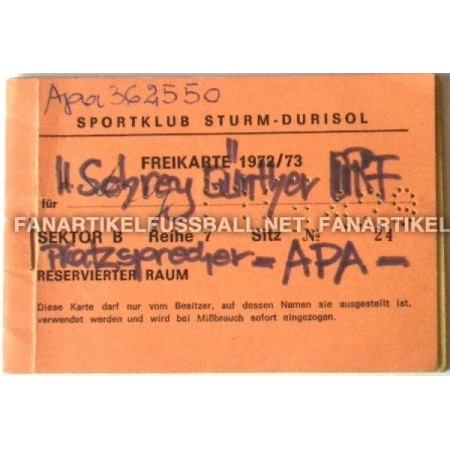 Apa 362550
SPORTKLUB STURM-DURISOL
FREIKARTE 1972/73
für " Schrey Günther
FANARTIKELFUSSBALL.NET - FANARTIKEL
SEKTOR B Reihe 7 Sitz № 24
Platzsprecher - APA -
RESERVIERTER RAUM
Diese Karte darf nur vom Besitzer, auf dessen Namen sie ausgestellt ist,
verwendet werden und wird bei Mißbrauch sofort eingezogen.